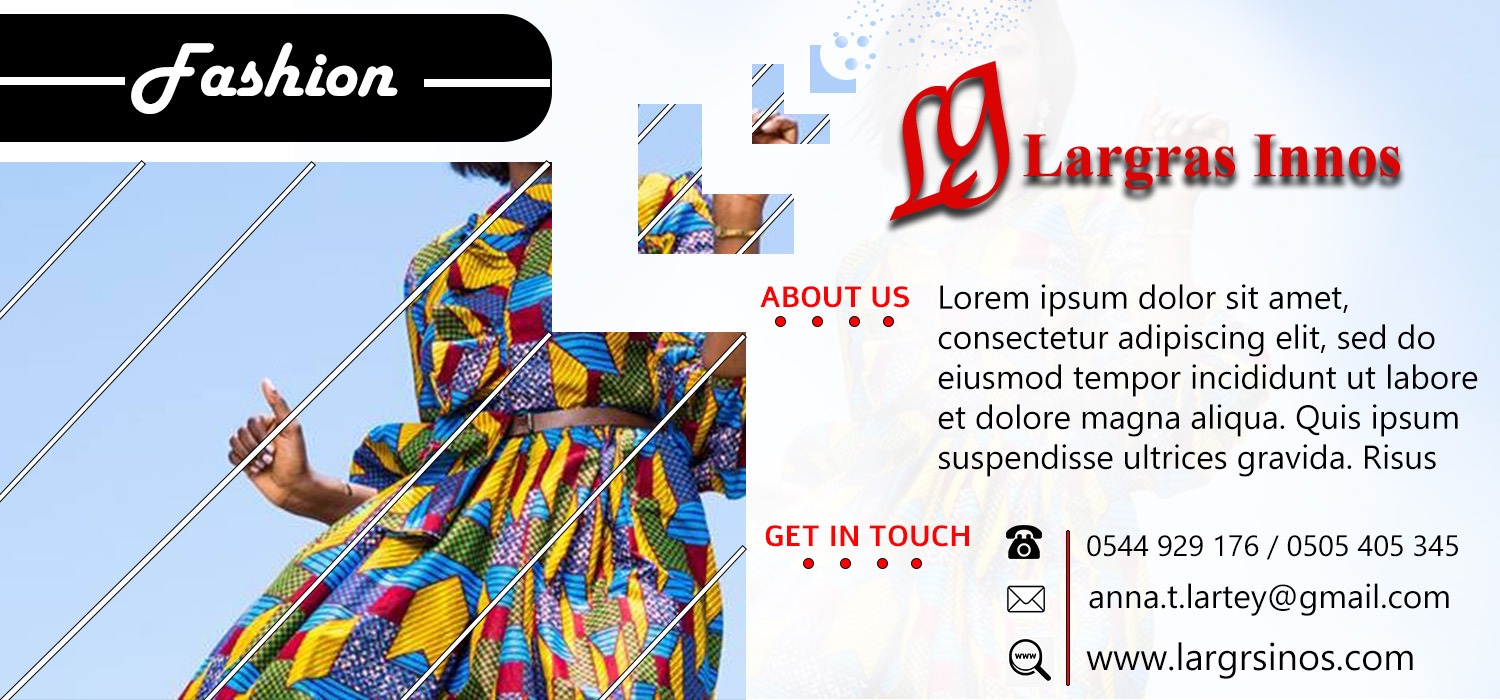 Fashion
LG
Largras Innos
ABOUT US
Lorem ipsum dolor sit amet,
consectetur adipiscing elit, sed do
eiusmod tempor incididunt ut labore
et dolore magna aliqua. Quis ipsum
suspendisse ultrices gravida. Risus
GET IN TOUCH
0544 929 176 / 0505 405 345
anna.t.lartey@gmail.com
www
www.largrsinos.com